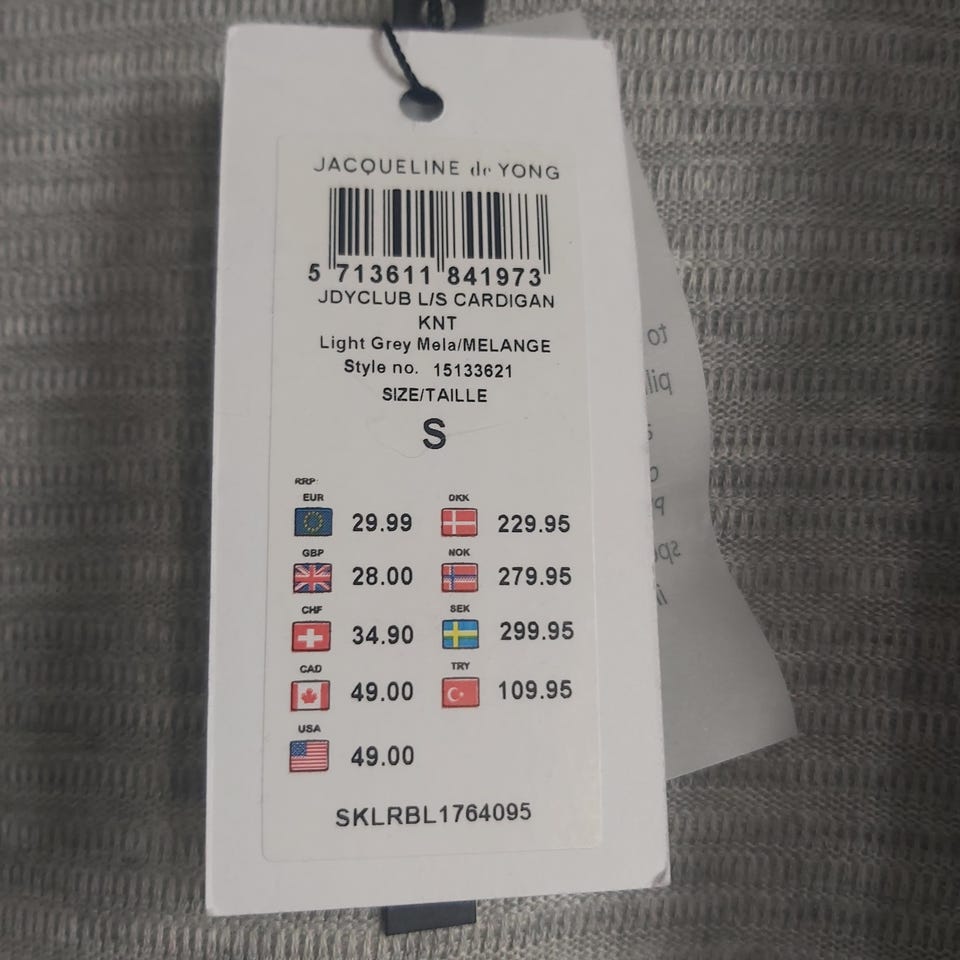 JACQUELINE de YONG
5 713611 841973
JDYCLUB L/S CARDIGAN
KNT
Light Grey Mela/MELANGE
Style no. 15133621
SIZE/TAILLE
S
RRP:
EUR 29.99 DKK 229.95
GBP 28.00 NOK 279.95
CHF 34.90 SEK 299.95
CAD 49.00 TRY 109.95
USA 49.00
SKLRBL1764095